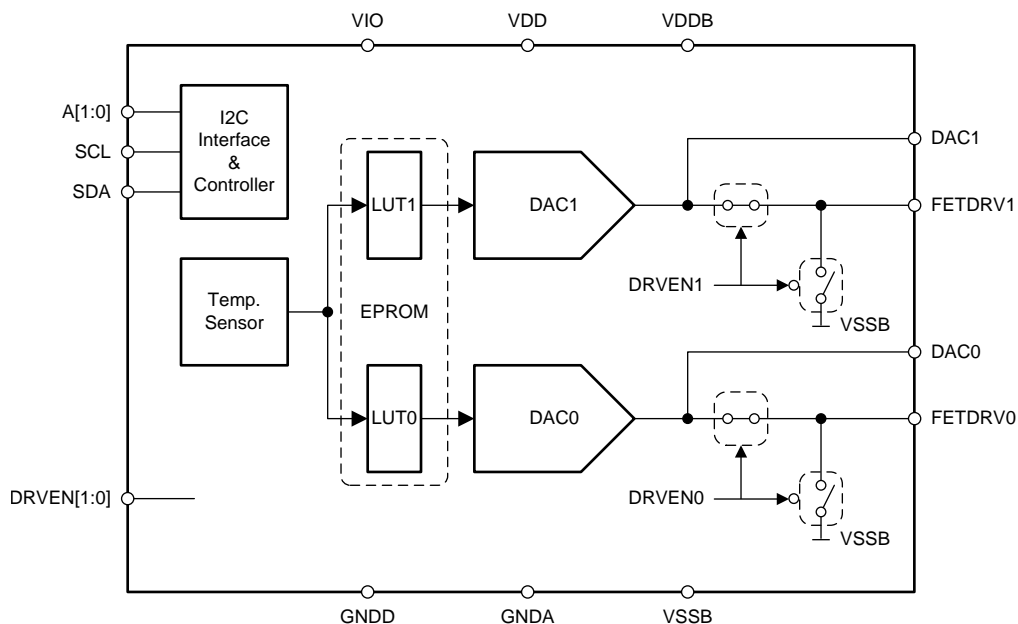 VIO
VDD
VDDB
A[1:0]
SCL
SDA
I2C
Interface
&
Controller
DAC1
LUT1
DAC1
FETDRV1
DRVEN1
VSSB
Temp.
Sensor
EPROM
DAC0
LUT0
DAC0
FETDRV0
DRVEN[1:0]
DRVEN0
VSSB
GNDD
GNDA
VSSB